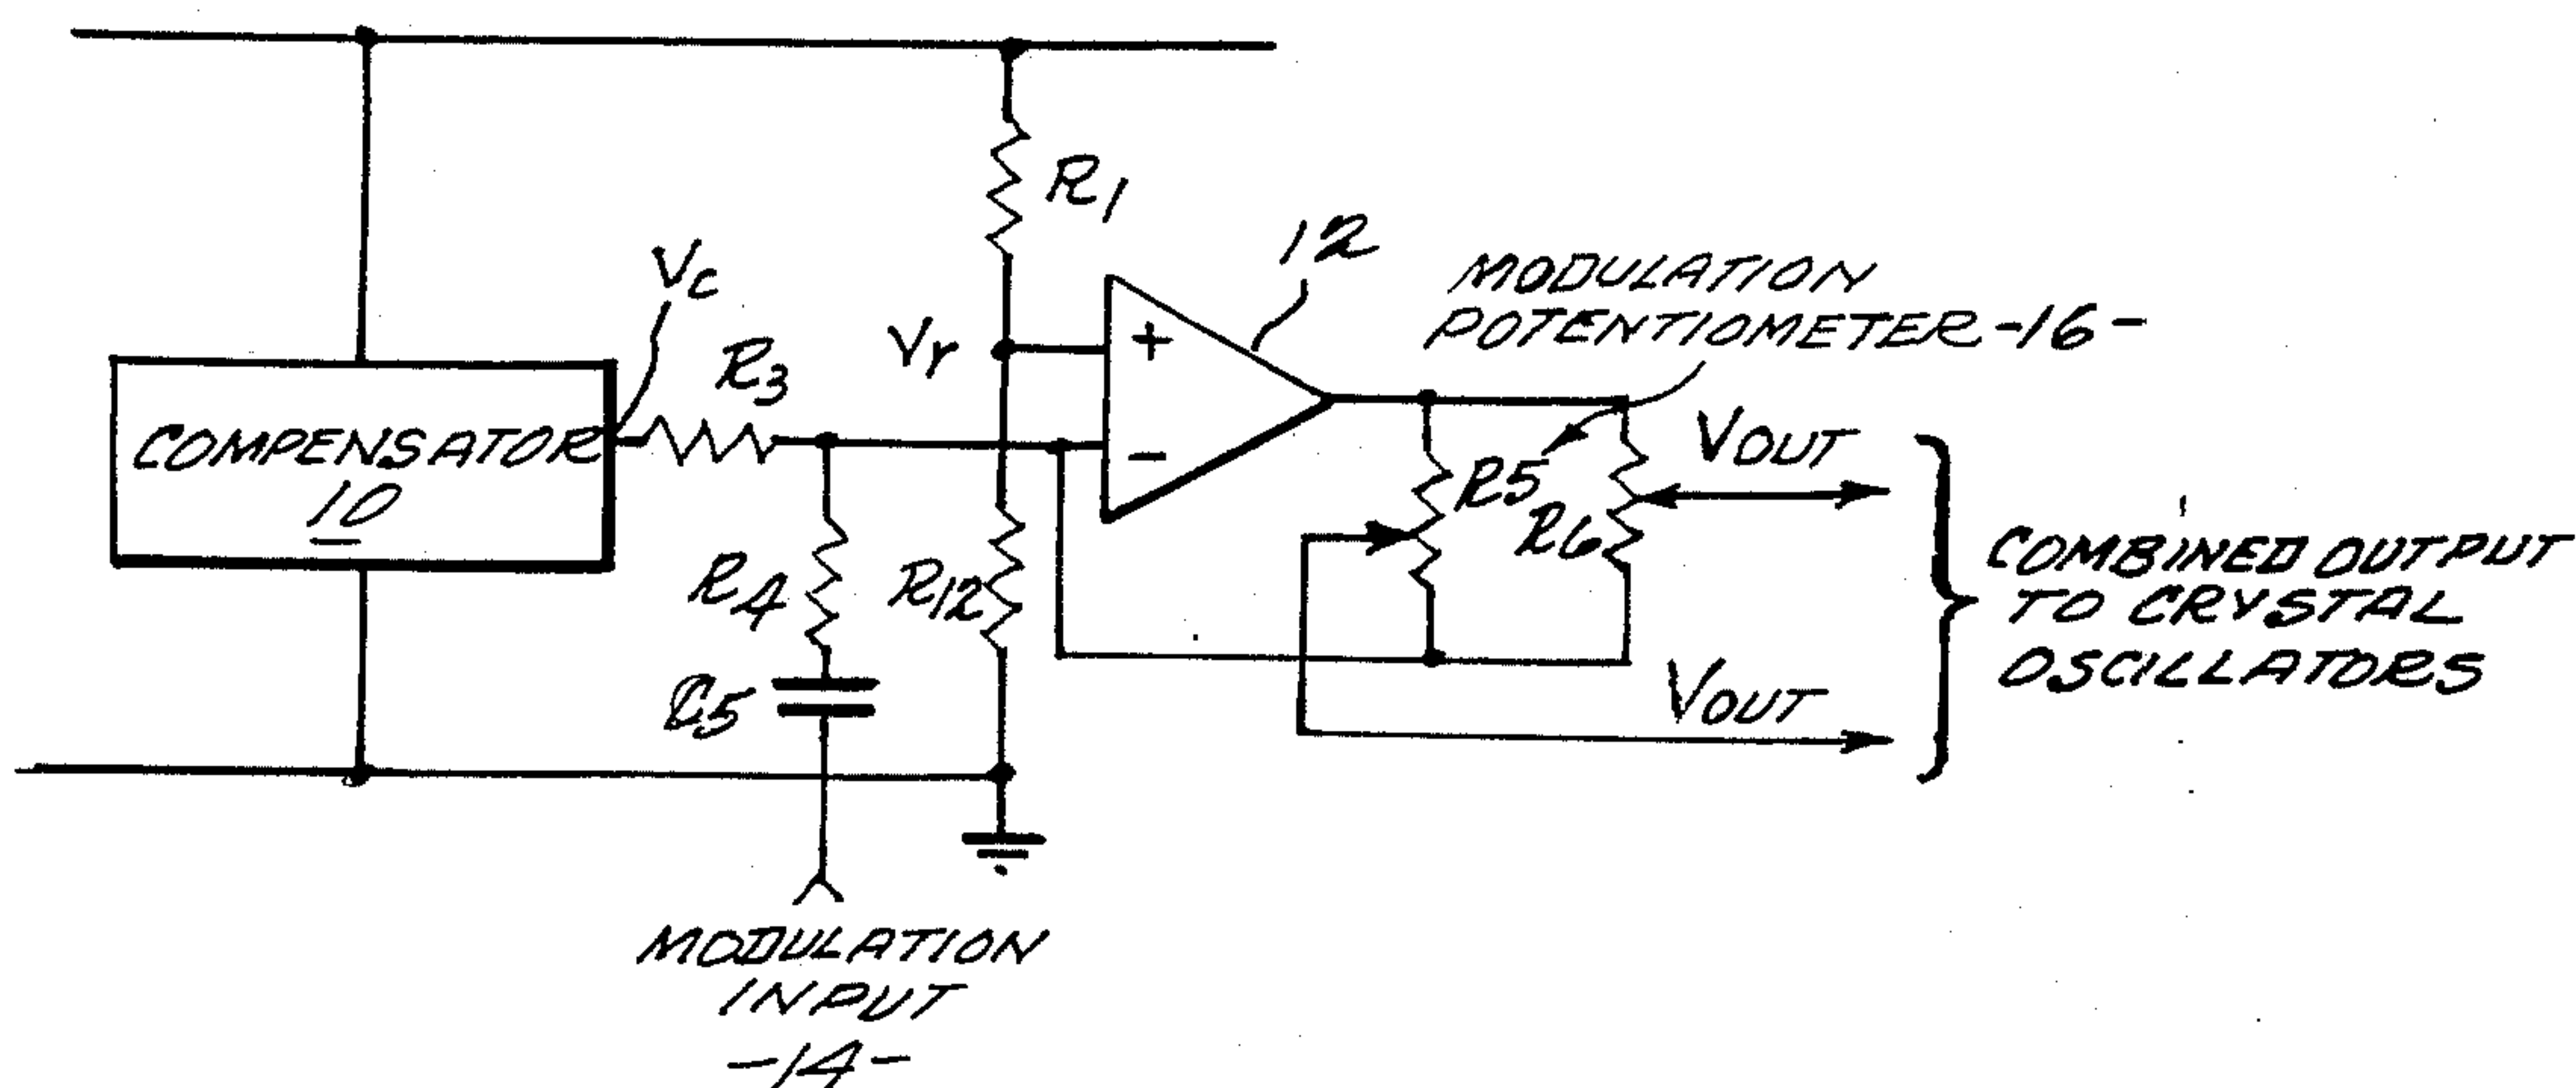 R1
12
VC
MODULATION
POTENTIOMETER -16-
Vr
R3
COMPENSATOR
10
+
-
R5
VOUT
R6
R4
R12
C5
COMBINED OUTPUT
TO CRYSTAL
OSCILLATORS
VOUT
MODULATION
INPUT
-14-